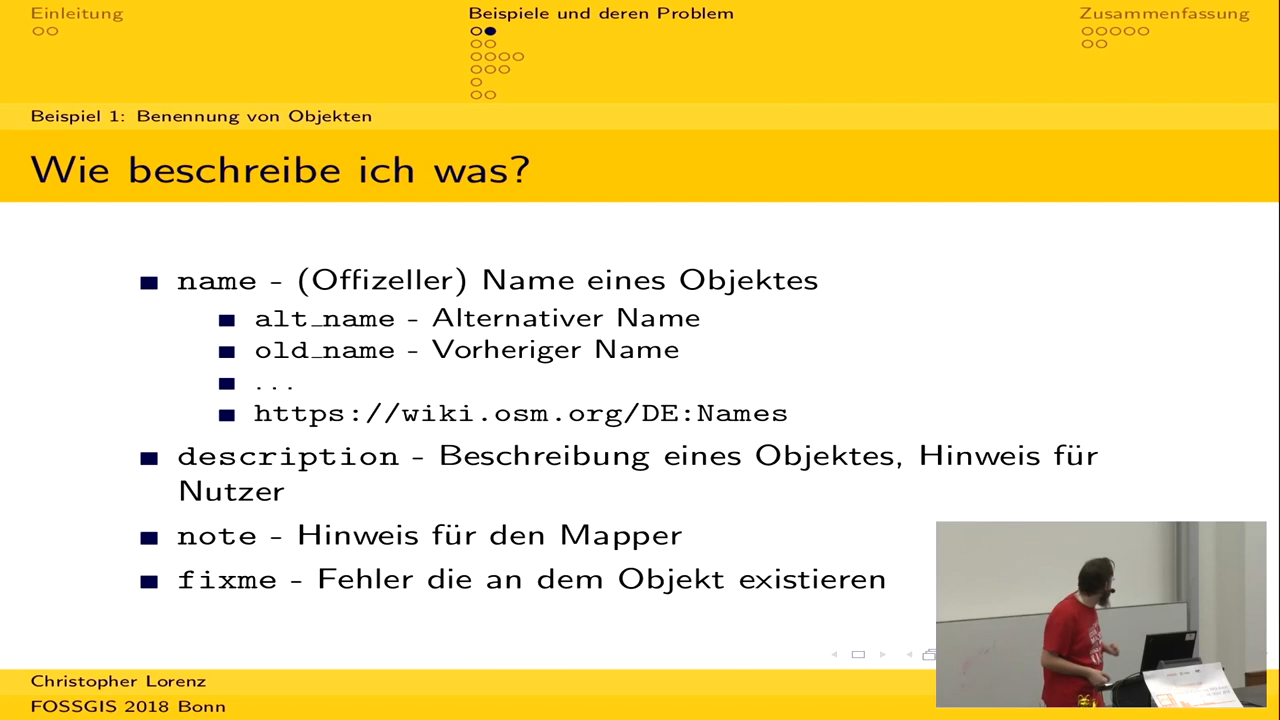 Einleitung
Beispiele und deren Problem
Zusammenfassung
Beispiel 1: Benennung von Objekten
Wie beschreibe ich was?
name - (Offizeller) Name eines Objektes
alt_name - Alternativer Name
old_name - Vorheriger Name
...
https://wiki.osm.org/DE:Names
description - Beschreibung eines Objektes, Hinweis für
Nutzer
note - Hinweis für den Mapper
fixme - Fehler die an dem Objekt existieren
Christopher Lorenz
FOSSGIS 2018 Bonn